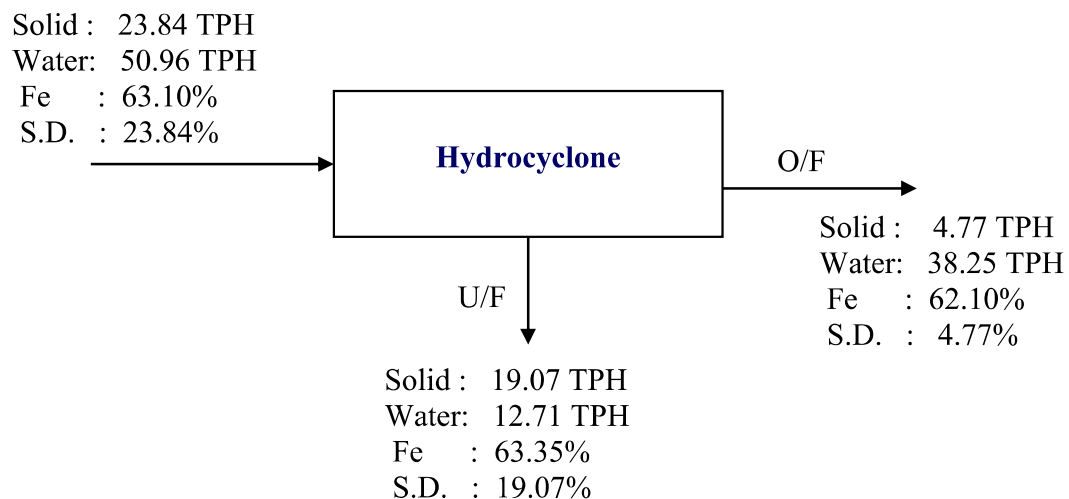 Solid : 23.84 TPH
Water: 50.96 TPH
Fe : 63.10%
S.D. : 23.84%
Hydrocyclone
O/F
Solid : 4.77 TPH
Water: 38.25 TPH
Fe : 62.10%
S.D. : 4.77%
U/F
Solid : 19.07 TPH
Water: 12.71 TPH
Fe : 63.35%
S.D. : 19.07%